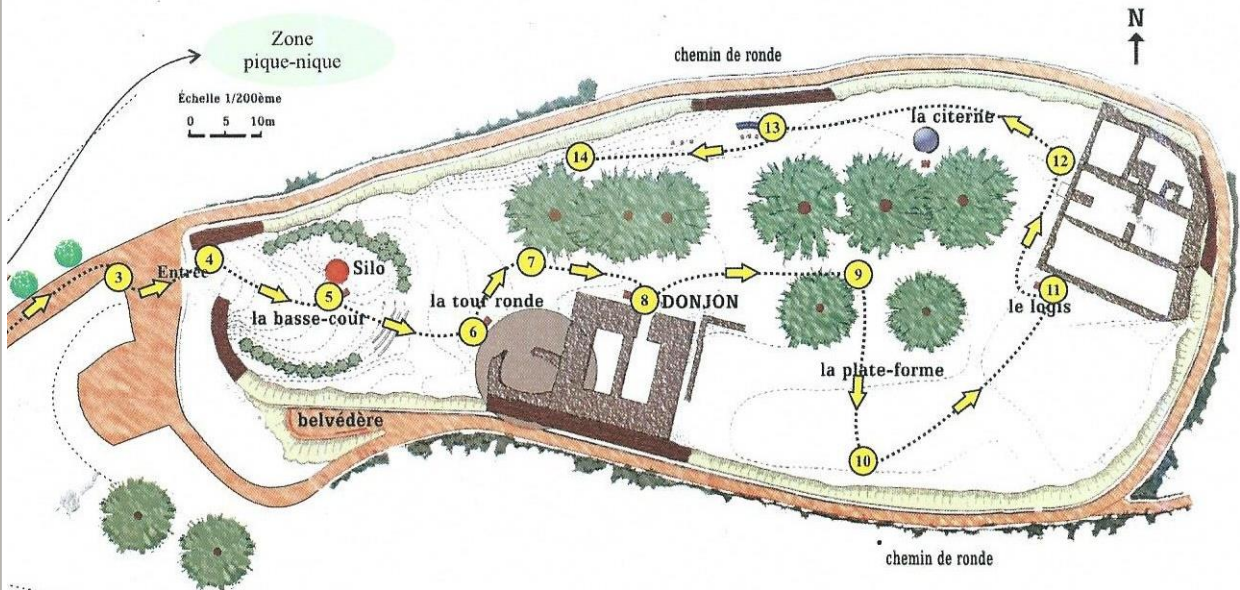 Zone
pique-nique
N
chemin de ronde
Échelle 1/200ème
0 5 10m
13
la citerne
14
12
3
Entrée
4
Silo
5
la basse-cour
7
la tour ronde
6
8
DONJON
9
11
le logis
la plate-forme
belvédère
10
chemin de ronde